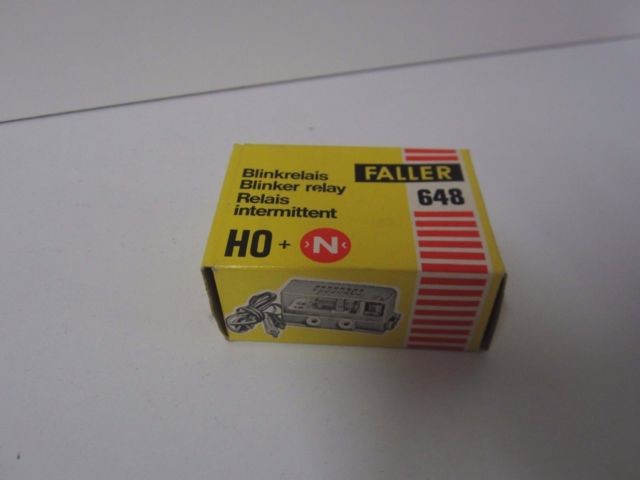 Blinkrelais
Blinker relay
Relais
intermittent
FALLER
648
HO + >N<